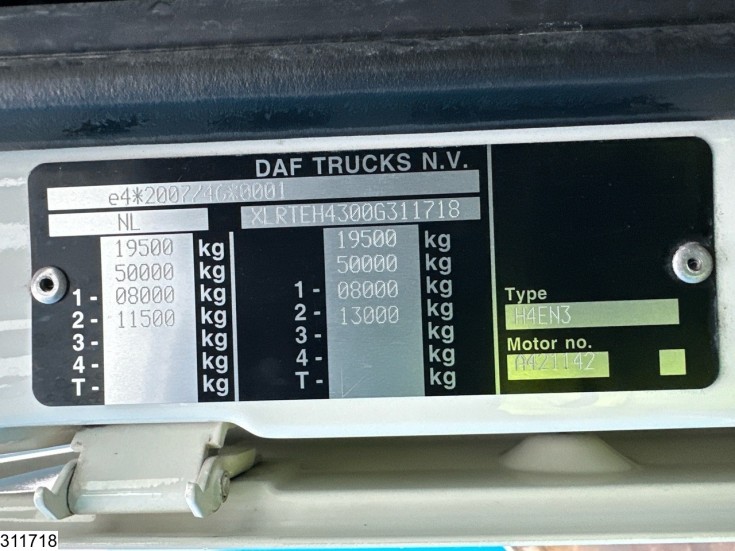 DAF TRUCKS N.V.
e4*2007/46*0001
NL XLRTEH4300G311718
19500 kg 19500 kg
50000 kg 50000 kg
1- 08000 kg 1- 08000 kg
2- 11500 kg 2- 13000 kg
3- kg 3- kg
4- kg 4- kg
T- kg T- kg
Type
H4EN3
Motor no.
A421142
311718